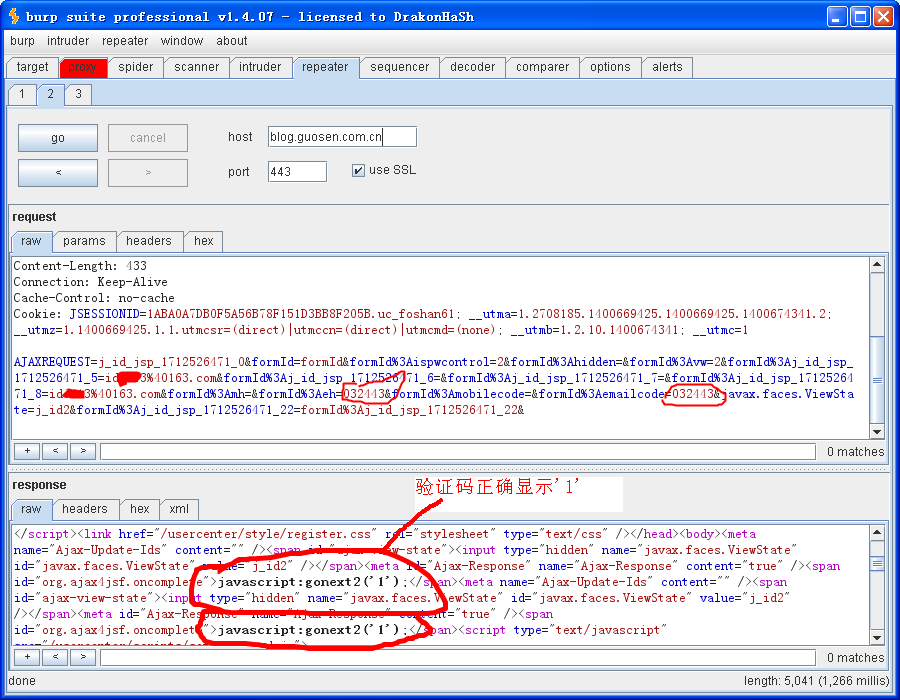 burp suite professional v1.4.07 - licensed to DrakonHaSh
burp intruder repeater window about
target proxy spider scanner intruder repeater sequencer decoder comparer options alerts
1 2 3
go cancel host blog.guosen.com.cn
< > port 443 use SSL
request
raw params headers hex
Content-Length: 433
Connection: Keep-Alive
Cache-Control: no-cache
Cookie: JSESSIONID=1ABA0A7DB0F5A56B78F151D3BB8F205B.uc_foshan61; __utma=1.2708185.1400669425.1400669425.1400674341.2;
__utmz=1.1400669425.1.1.utmcsr=(direct)|utmccn=(direct)|utmcmd=(none); __utmb=1.2.10.1400674341; __utmc=1
AJAXREQUEST=j_id_jsp_1712526471_0&formId=formId&formId%3Aispwcontrol=2&formId%3Ahidden=&formId%3Avw=2&formId%3Aj_id_jsp_
1712526471_5=id 3%40163.com&formId%3Aj_id_jsp_1712526471_6=&formId%3Aj_id_jsp_1712526471_7=&formId%3Aj_id_jsp_17125264
71_8=id 3%40163.com&formId%3Amh=&formId%3Aeh=032443&formId%3Amobilecode=&formId%3Aemailcode=032443&javax.faces.ViewSta
te=j_id2&formId%3Aj_id_jsp_1712526471_22=formId%3Aj_id_jsp_1712526471_22&
+ < > 0 matches
response
验证码正确显示'1'
raw headers hex xml
</script><link href="/usercenter/style/register.css" rel="stylesheet" type="text/css" /></head><body><meta
name="Ajax-Update-Ids" content="" /><span id="ajax-view-state"><input type="hidden" name="javax.faces.ViewState"
id="javax.faces.ViewState" value="j_id2" /></span><meta id="Ajax-Response" name="Ajax-Response" content="true" /><span
id="org.ajax4jsf.oncomplete">javascript:gonext2('1');</span><meta name="Ajax-Update-Ids" content="" /><span
id="ajax-view-state"><input type="hidden" name="javax.faces.ViewState" id="javax.faces.ViewState" value="j_id2"
/></span><meta id="Ajax-Response" name="Ajax-Response" content="true" /><span
id="org.ajax4jsf.oncomplete">javascript:gonext2('1');</span><script type="text/javascript"
+ < > 0 matches
done length: 5,041 (1,266 millis)